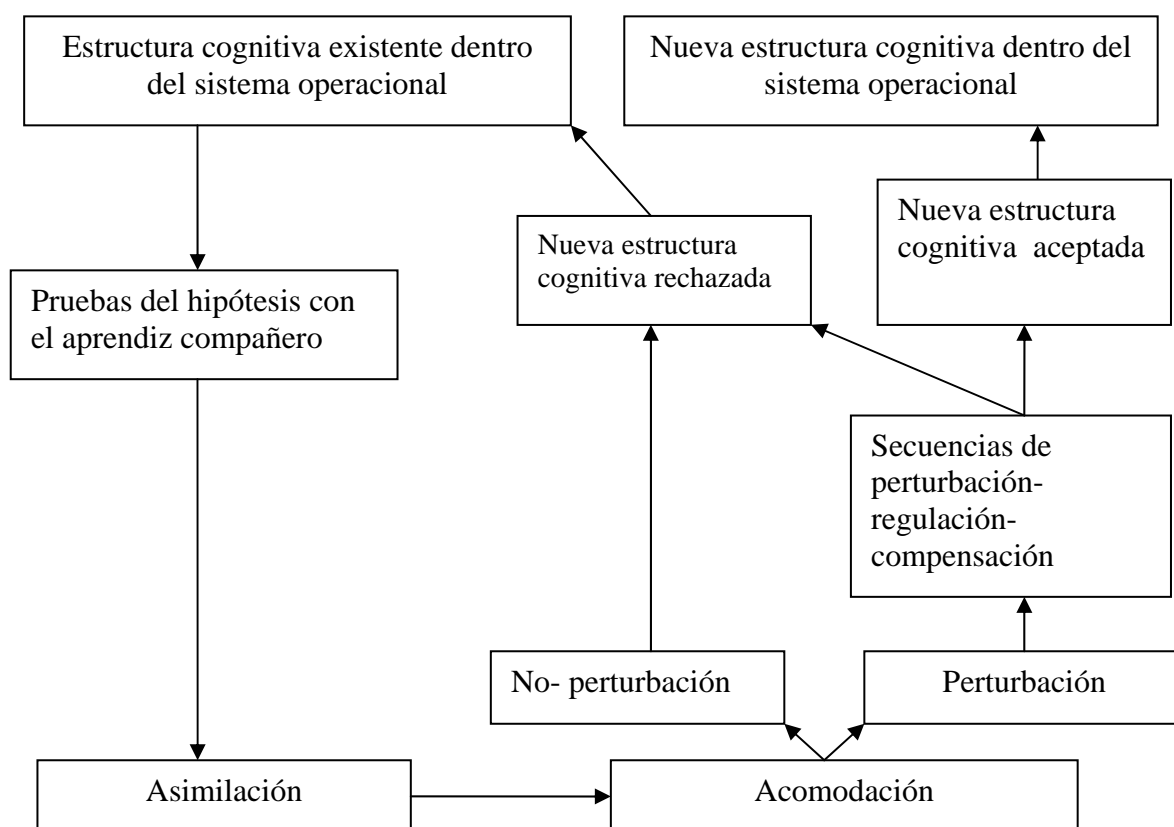 Estructura cognitiva existente dentro
del sistema operacional
Nueva estructura cognitiva dentro del
sistema operacional
Nueva estructura
cognitiva aceptada
Nueva estructura
cognitiva rechazada
Pruebas del hipótesis con
el aprendiz compañero
Secuencias de
perturbación-
regulación-
compensación
No- perturbación
Perturbación
Asimilación
Acomodación